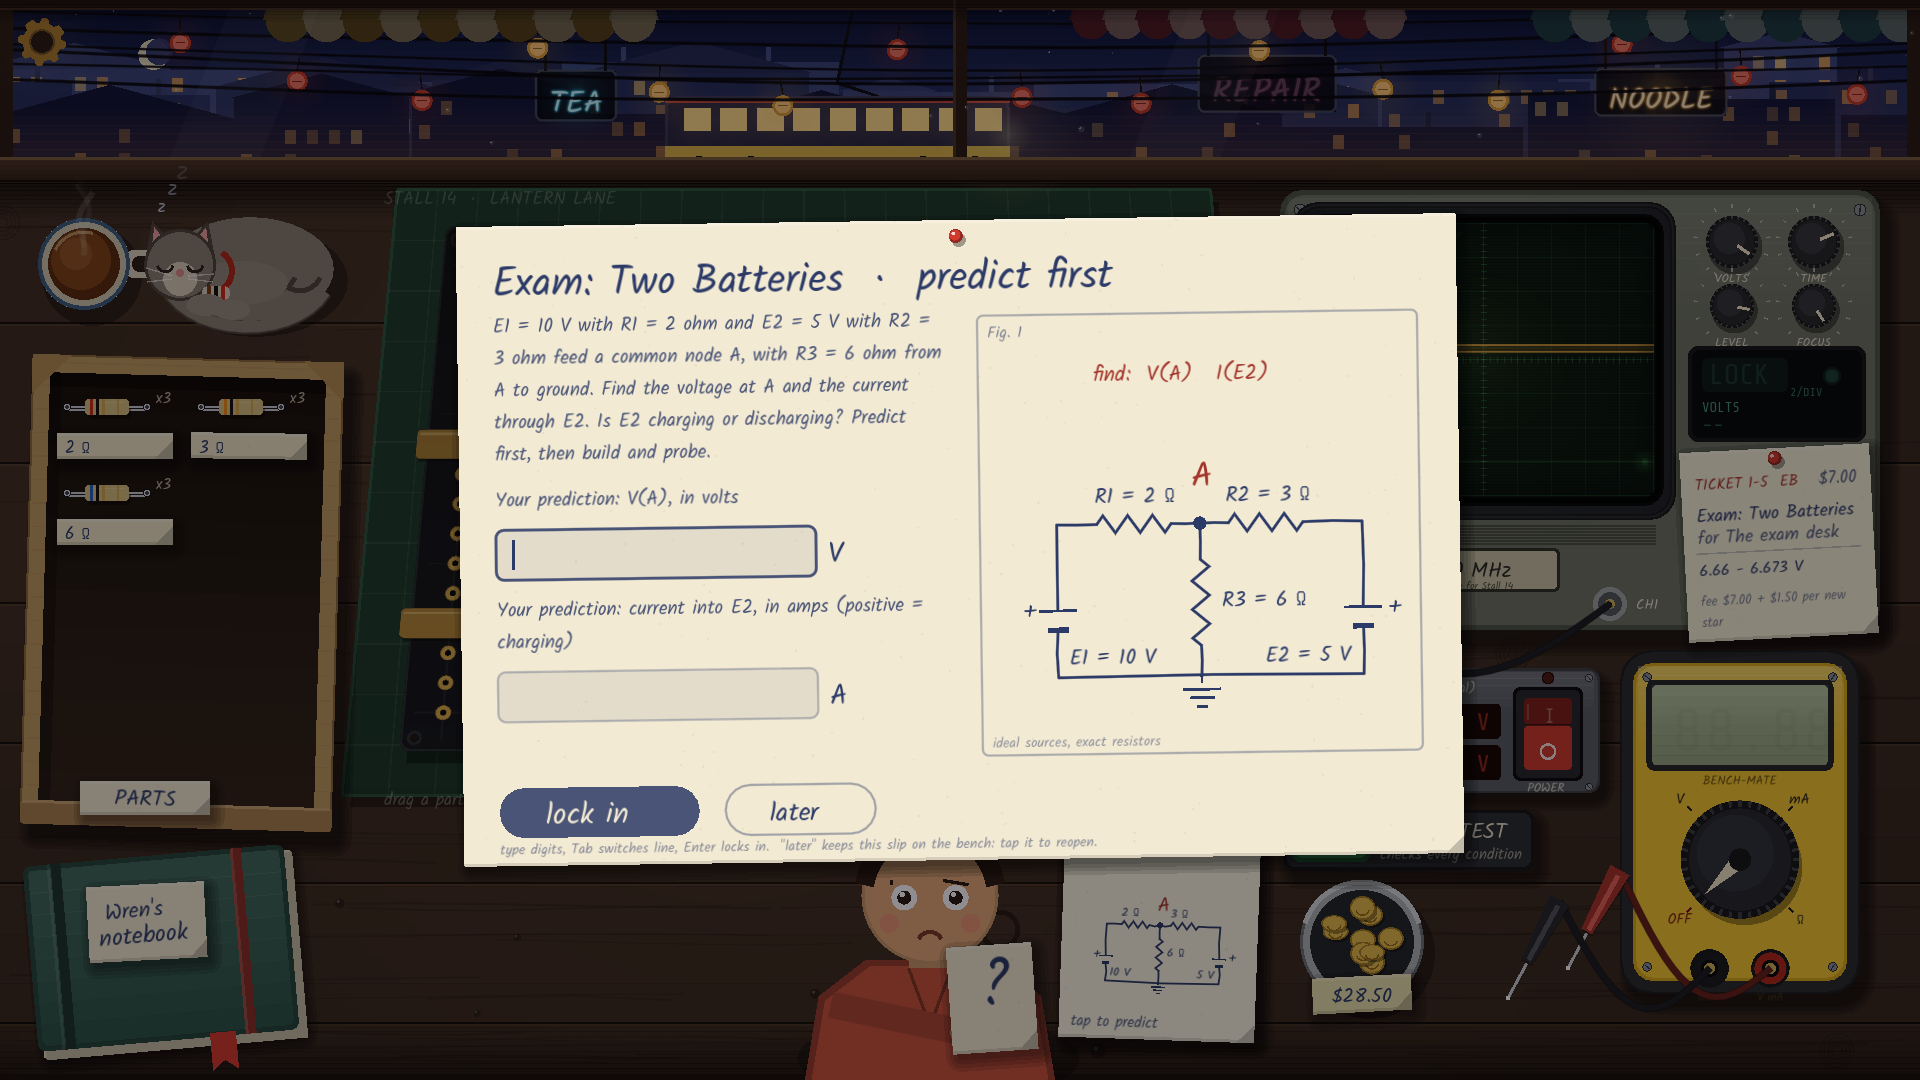 TEA
REPAIR
NOODLE
z
z
z
STALL 14 · LANTERN LANE
Exam: Two Batteries · predict first
E1 = 10 V with R1 = 2 ohm and E2 = 5 V with R2 =
3 ohm feed a common node A, with R3 = 6 ohm from
A to ground. Find the voltage at A and the current
through E2. Is E2 charging or discharging? Predict
first, then build and probe.
Your prediction: V(A), in volts
V
Your prediction: current into E2, in amps (positive =
charging)
A
lock in
later
type digits, Tab switches line, Enter locks in. "later" keeps this slip on the bench: tap it to reopen.
Fig. 1
find: V(A) I(E2)
A
R1 = 2 Ω
R2 = 3 Ω
R3 = 6 Ω
+
+
E1 = 10 V
E2 = 5 V
ideal sources, exact resistors
x3
x3
2 Ω
3 Ω
x3
6 Ω
PARTS
drag a part
Wren's
notebook
?
2 Ω
A
3 Ω
6 Ω
+
+
10 V
5 V
tap to predict
$28.50
VOLTS
TIME
LEVEL
FOCUS
LOCK
2/DIV
VOLTS
--
MHz
for Stall 14
CH1
TICKET 1-5 EB $7.00
Exam: Two Batteries
for The exam desk
6.66 - 6.673 V
fee $7.00 + $1.50 per new
star
V
V
I
POWER
TEST
checks every condition
BENCH-MATE
V
mA
OFF
Ω